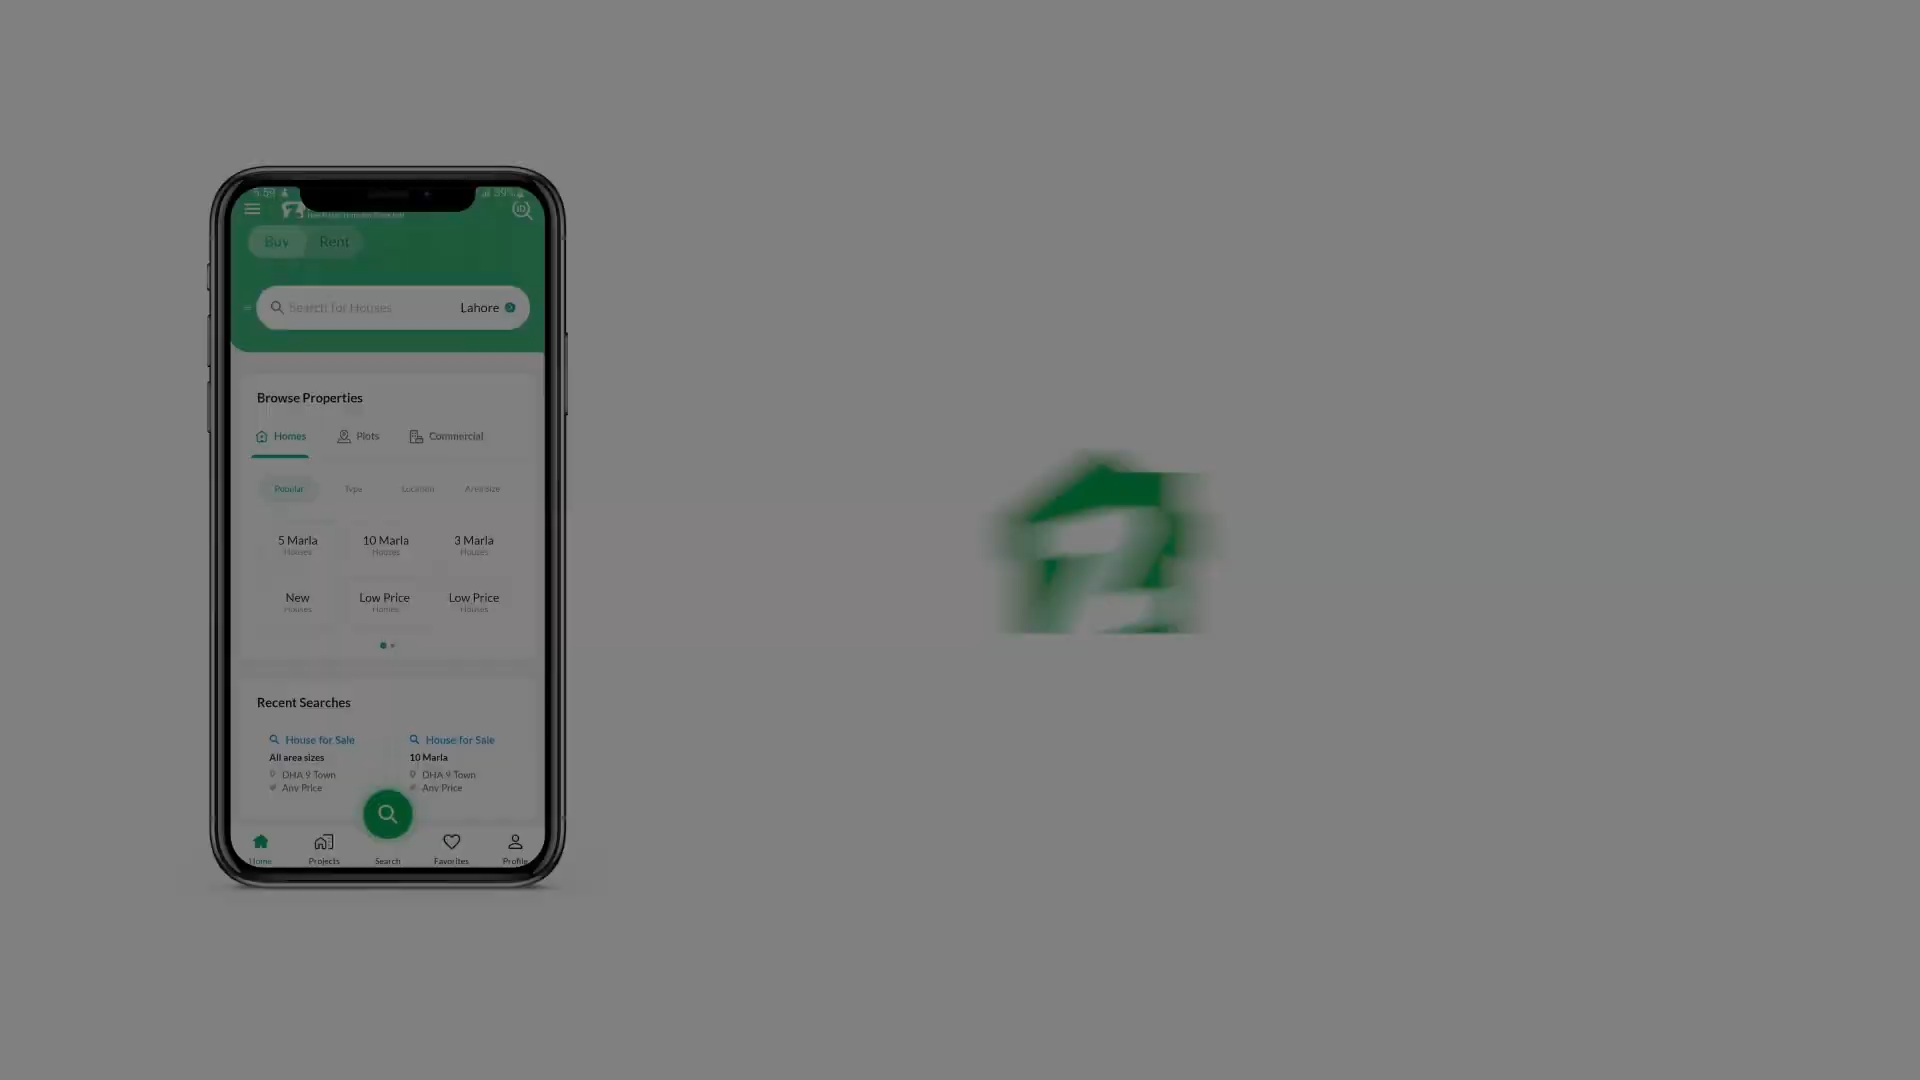 Buy Rent
Search for Houses Lahore
Browse Properties
Homes Plots Commercial
Popular Type Location Area Size
5 Marla 10 Marla 3 Marla
Houses Houses Houses
New Low Price Low Price
Houses Homes Houses
Recent Searches
House for Sale House for Sale
All area sizes 10 Marla
DHA 9 Town DHA 9 Town
Any Price Any Price
Home Projects Search Favorites Profile